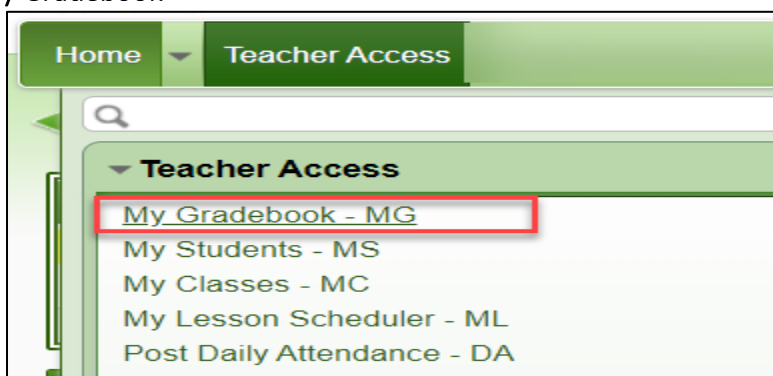 y Gradebook
Home Teacher Access
Teacher Access
My Gradebook - MG
My Students - MS
My Classes - MC
My Lesson Scheduler - ML
Post Daily Attendance - DA